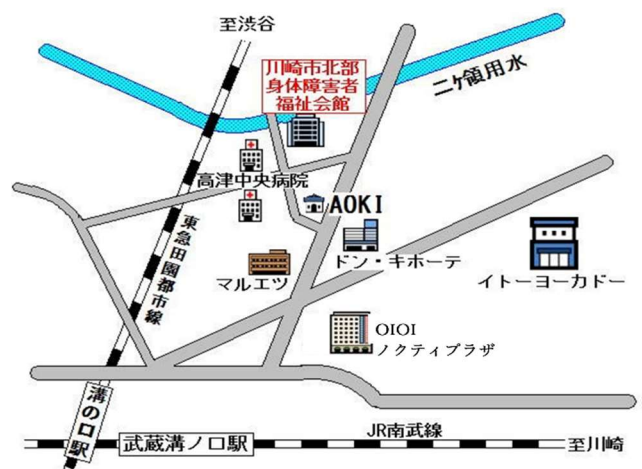 至渋谷
川崎市北部
身体障害者
福祉会館
二ケ領用水
高津中央病院
AOKI
東急田園都市線
マルエツ
ドン・キホーテ
イトーヨーカドー
OIOI
ノクティプラザ
溝の口駅
武蔵溝ノ口駅
JR南武線
至川崎